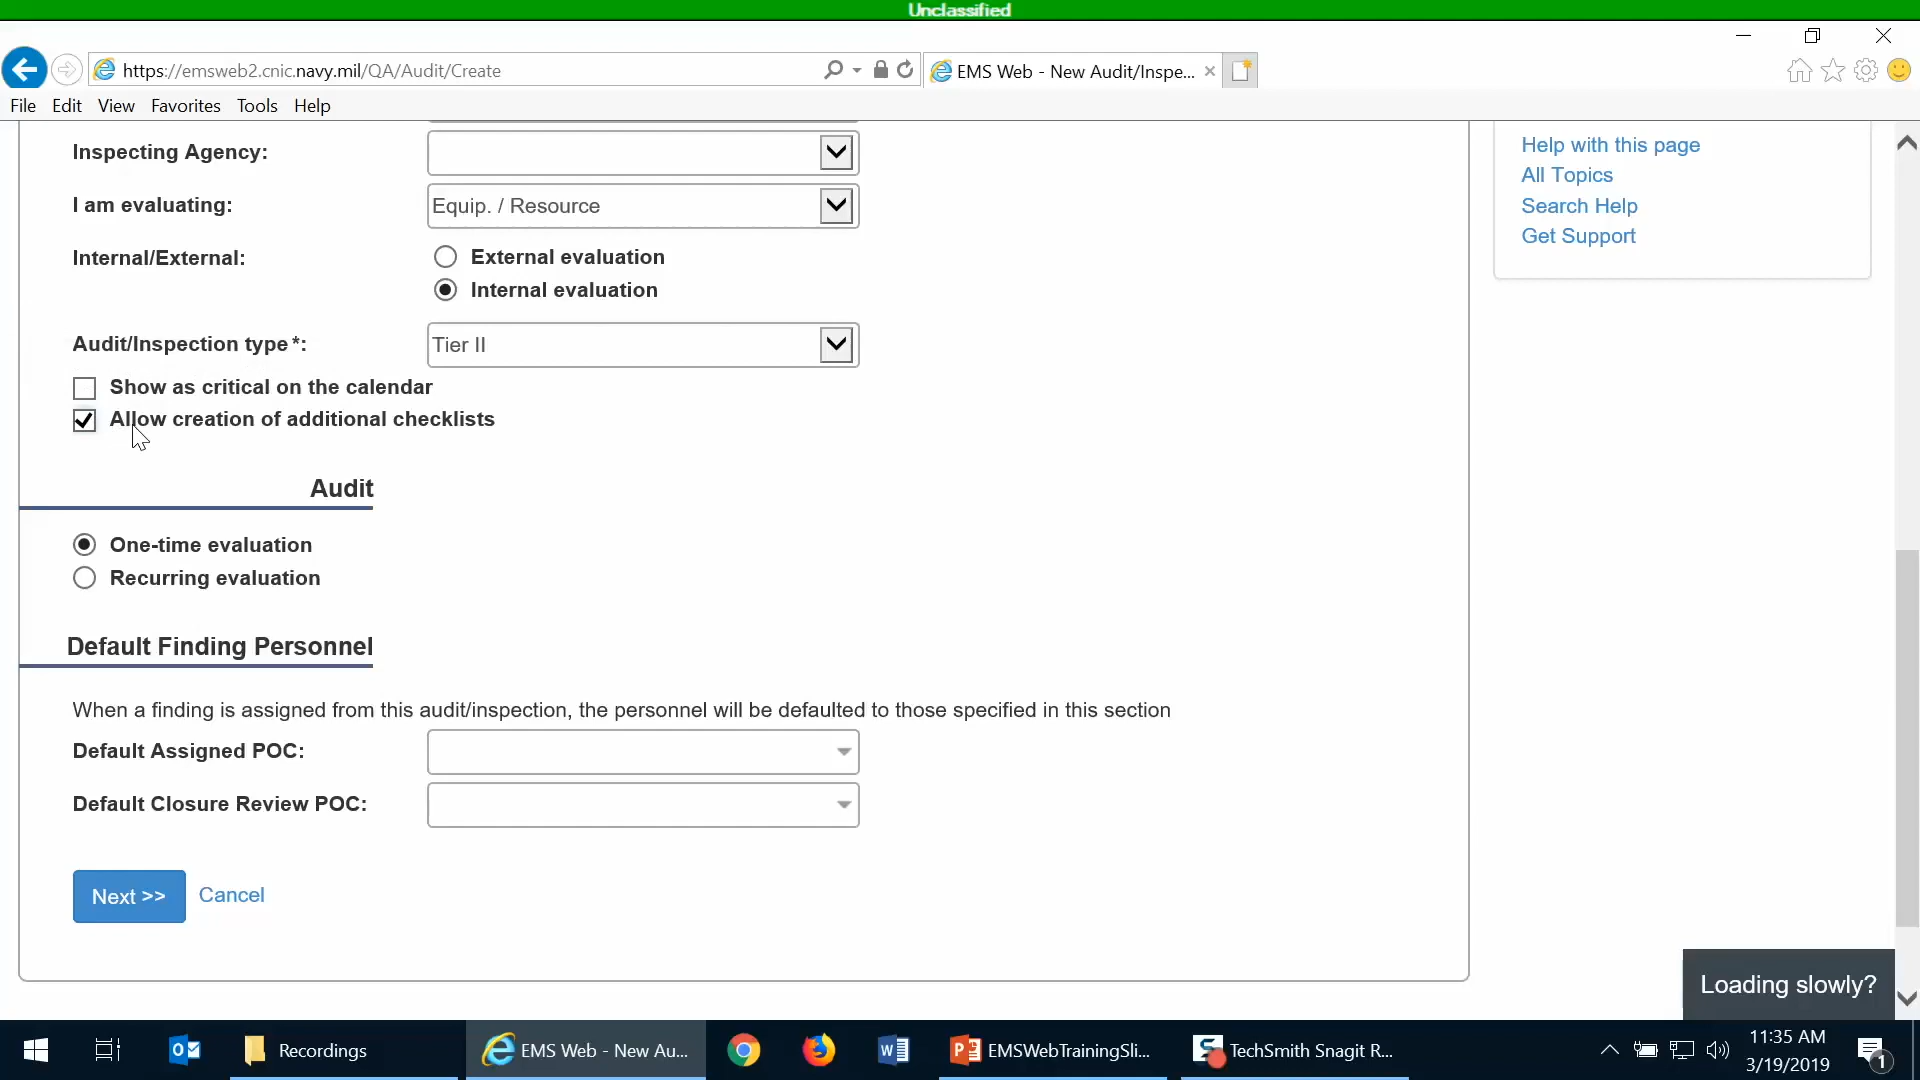 Unclassified
https://emsweb2.cnic.navy.mil/QA/Audit/Create
EMS Web - New Audit/Inspe...
File Edit View Favorites Tools Help
Inspecting Agency:
I am evaluating: Equip. / Resource
Internal/External: External evaluation
Internal evaluation
Audit/Inspection type*: Tier II
Show as critical on the calendar
Allow creation of additional checklists
Audit
One-time evaluation
Recurring evaluation
Default Finding Personnel
When a finding is assigned from this audit/inspection, the personnel will be defaulted to those specified in this section
Default Assigned POC:
Default Closure Review POC:
Next >> Cancel
Help with this page
All Topics
Search Help
Get Support
Loading slowly?
Recordings
EMS Web - New Au...
EMSWebTrainingSli...
TechSmith Snagit R...
11:35 AM
3/19/2019
1